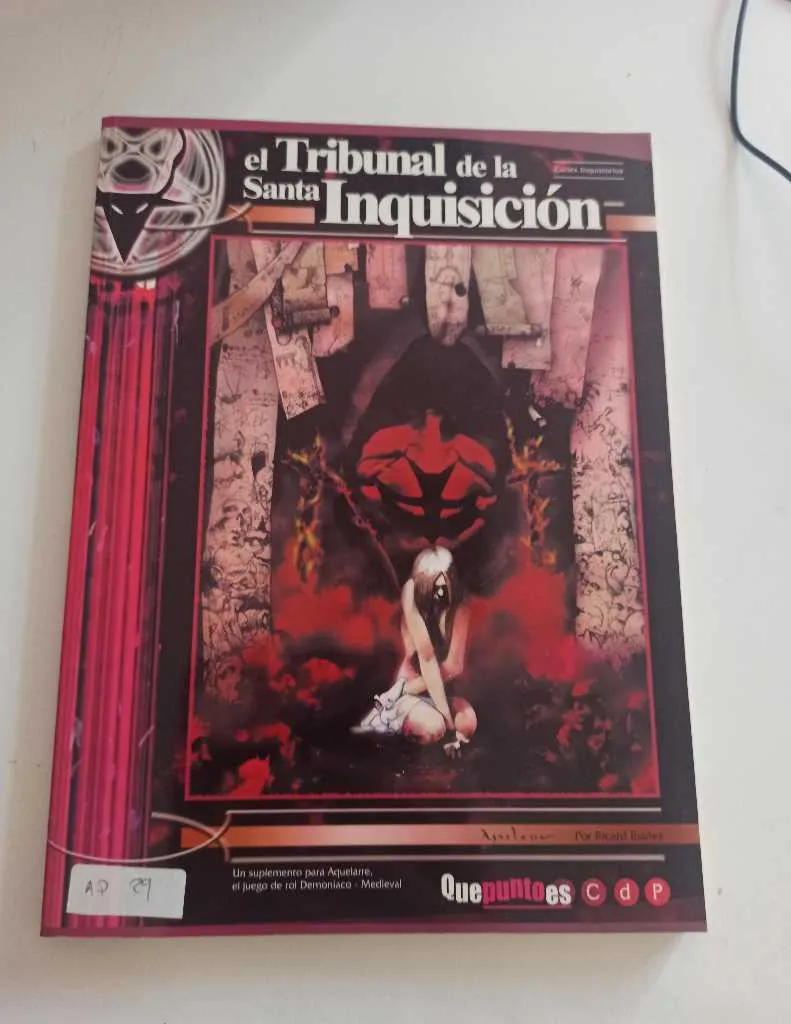 el Tribunal de la
Santa Inquisición
Codex Inquisitorius
Aquelarre
Por Ricard Ibáñez
Un suplemento para Aquelarre,
el juego de rol Demoníaco - Medieval
Quepuntoes C d P